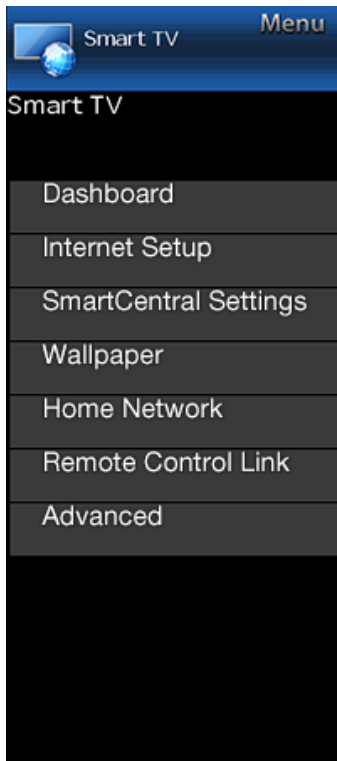 Menu
Smart TV
Smart TV
Dashboard
Internet Setup
SmartCentral Settings
Wallpaper
Home Network
Remote Control Link
Advanced